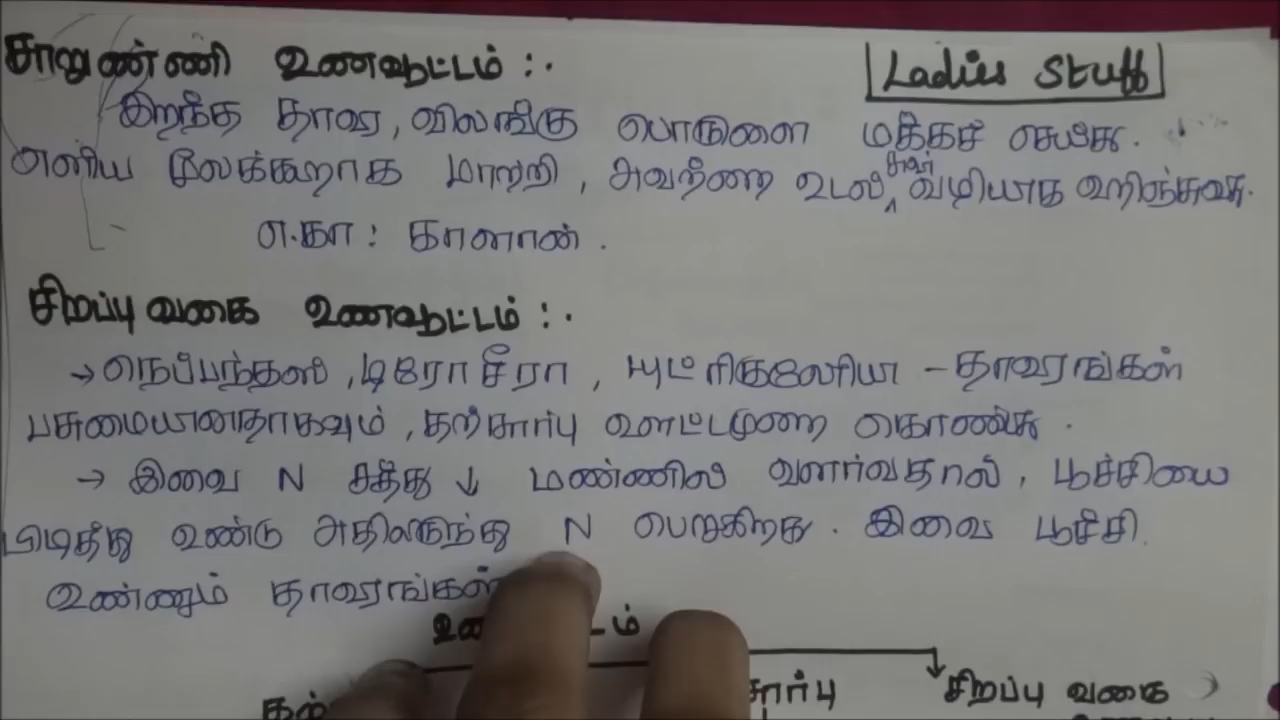 சாறுண்ணி உணவூட்டம் :.
Ladies Stuff
இறந்த தாவர, விலங்கு பொருளை மக்கச் செய்து.
எளிய மூலக்கூறாக மாற்றி, அவற்றை உடல் சுவர் வழியாக உறிஞ்சுவது.
எ.கா : காளான்.
சிறப்பு வகை உணவூட்டம் :.
→ நெப்பந்தஸ், டிரோசீரா, யுட்ரிகுலேரியா - தாவரங்கள்
பசுமையானதாகவும், தற்சார்பு ஊட்டமுறை கொண்டது.
→ இவை N சத்து ↓ மண்ணில் வளர்வதால், பூச்சியை
பிடித்து உண்டு அதிலிருந்து N பெறுகிறது. இவை பூச்சி
உண்ணும் தாவரங்கள்
சார்பு சிறப்பு வகை